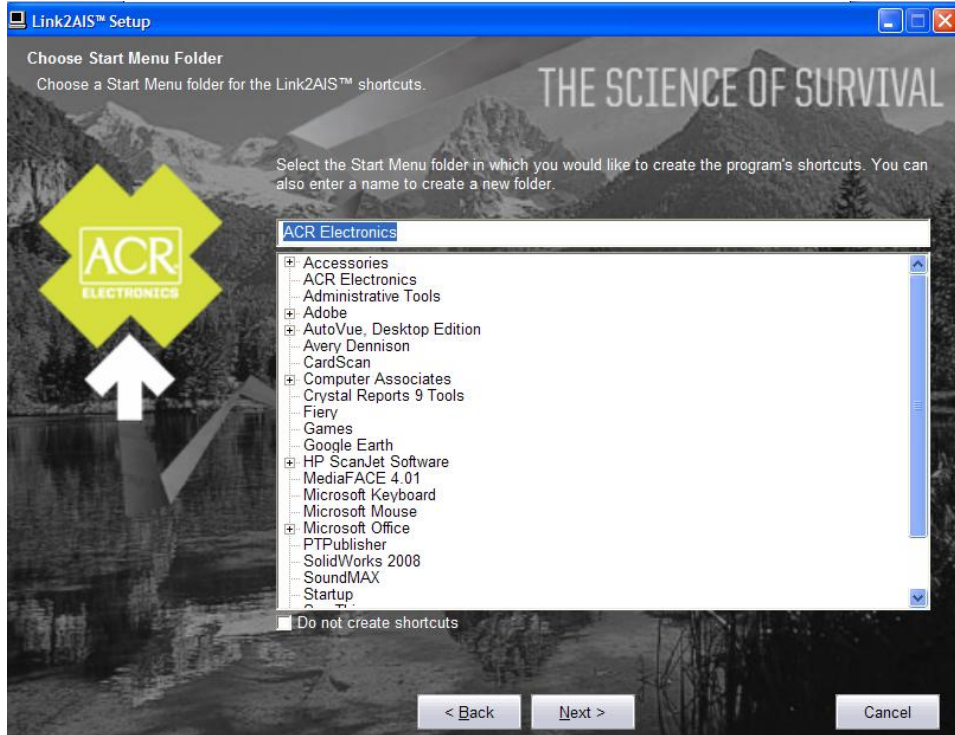 Link2AIS™ Setup
Choose Start Menu Folder
Choose a Start Menu folder for the Link2AIS™ shortcuts.
THE SCIENCE OF SURVIVAL
Select the Start Menu folder in which you would like to create the program's shortcuts. You can
also enter a name to create a new folder.
ACR Electronics
ACR
ELECTRONICS
Accessories
ACR Electronics
Administrative Tools
Adobe
AutoVue, Desktop Edition
Avery Dennison
CardScan
Computer Associates
Crystal Reports 9 Tools
Fiery
Games
Google Earth
HP ScanJet Software
MediaFACE 4.01
Microsoft Keyboard
Microsoft Mouse
Microsoft Office
PTPublisher
SolidWorks 2008
SoundMAX
Startup
Do not create shortcuts
< Back
Next >
Cancel